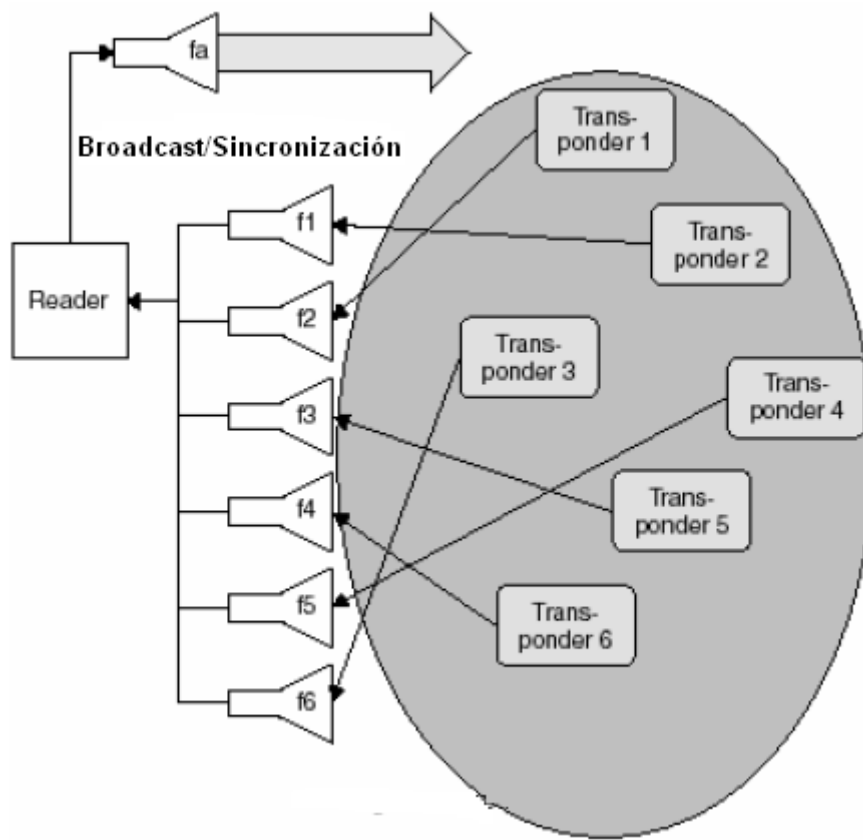 fa
Broadcast/Sincronización
Reader
f1
f2
f3
f4
f5
f6
Trans-
ponder 1
Trans-
ponder 2
Trans-
ponder 3
Trans-
ponder 4
Trans-
ponder 5
Trans-
ponder 6